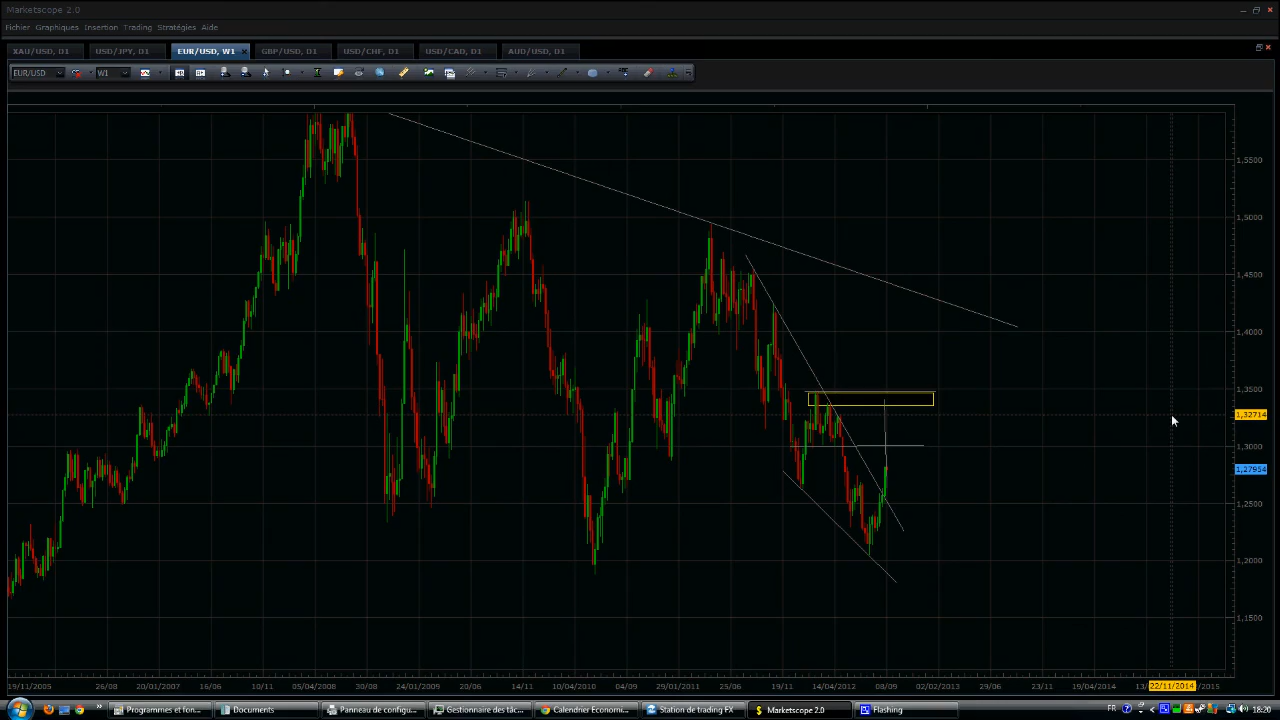 Marketscope 2.0
Fichier Graphiques Insertion Trading Stratégies Aide
XAU/USD, D1 USD/JPY, D1 EUR/USD, W1 GBP/USD, D1 USD/CHF, D1 USD/CAD, D1 AUD/USD, D1
EUR/USD W1
1,5500
1,5000
1,4500
1,4000
1,3500
1,32714
1,3000
1,27954
1,2500
1,2000
1,1500
19/11/2005 26/08 20/01/2007 16/06 10/11 05/04/2008 30/08 24/01/2009 20/06 14/11 10/04/2010 04/09 29/01/2011 25/06 19/11 14/04/2012 08/09 02/02/2013 29/06 23/11 19/04/2014 13/ 22/11/2014 /2015
Programmes et fon... Documents Panneau de configu... Gestionnaire des tâc... Calendrier Economi... Station de trading FX Marketscope 2.0 Flashing FR 18:20